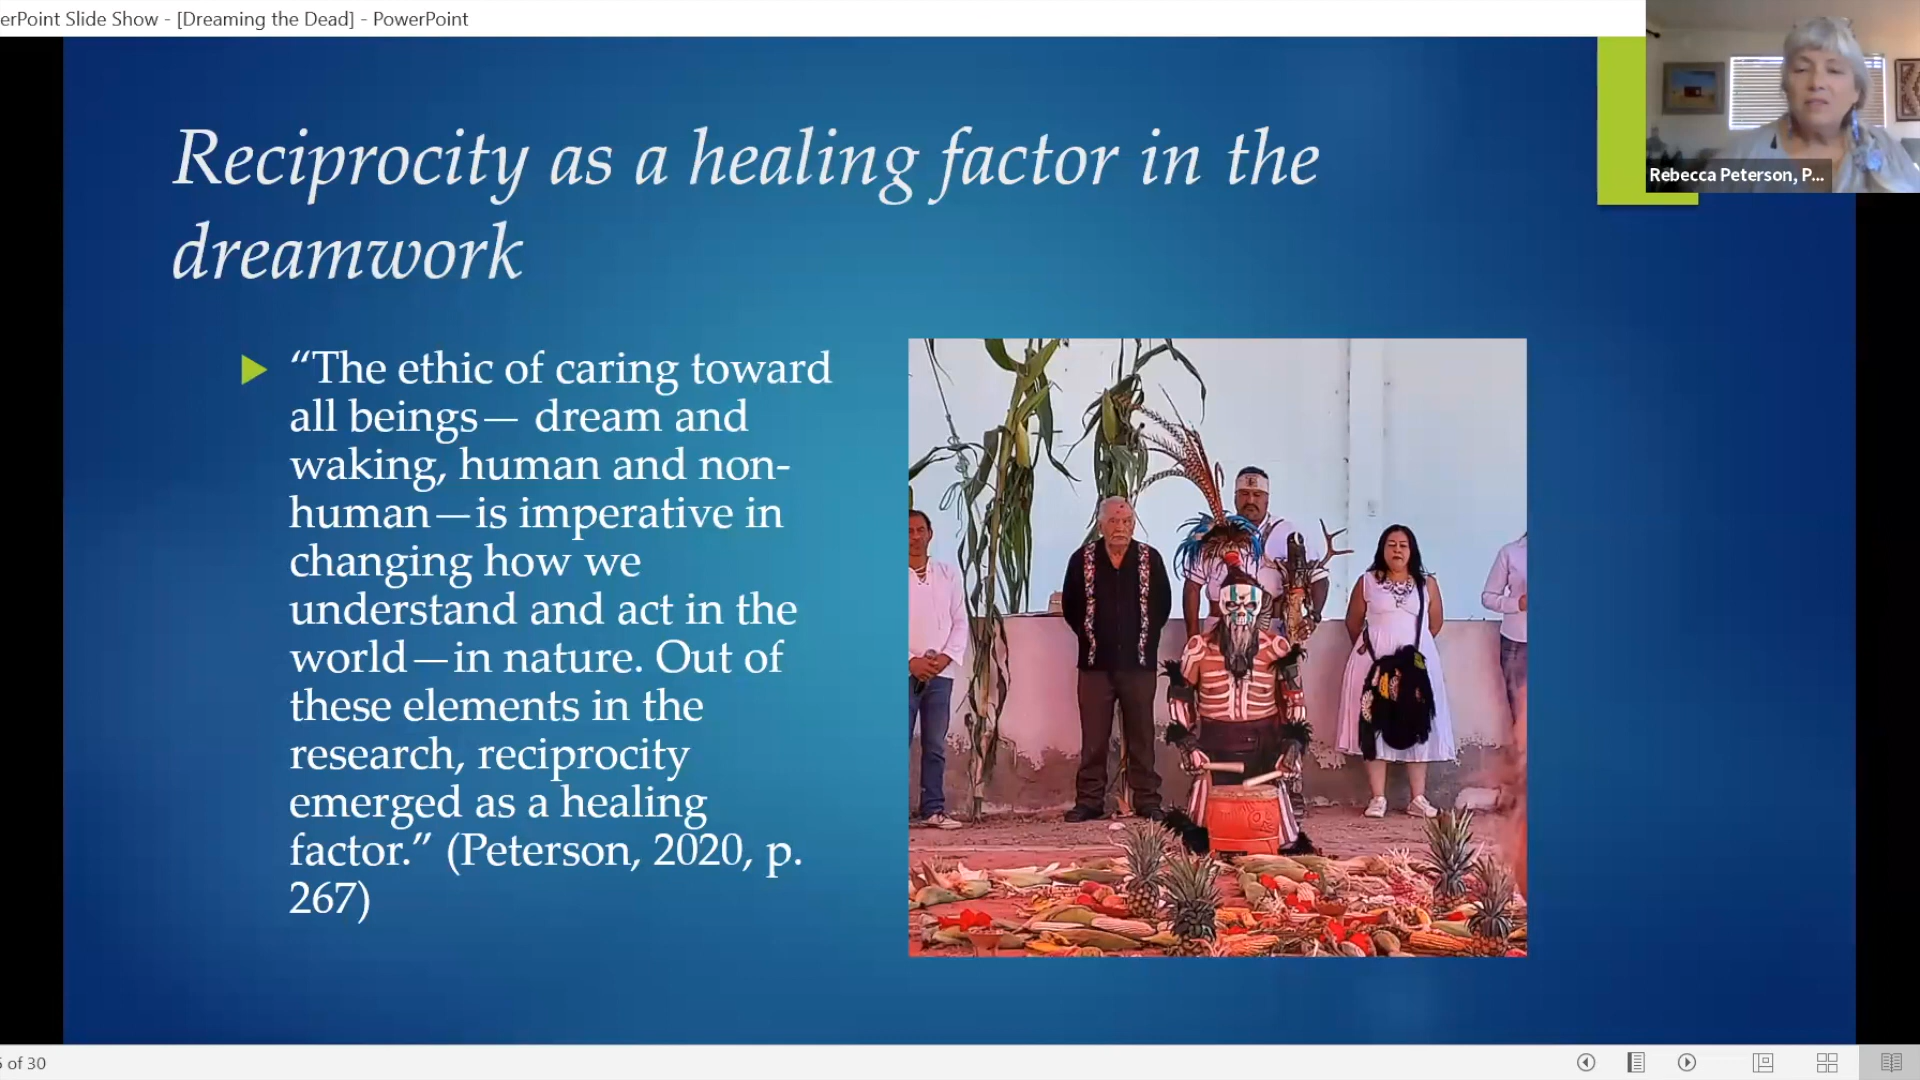 erPoint Slide Show - [Dreaming the Dead] - PowerPoint
Rebecca Peterson, P...
Reciprocity as a healing factor in the
dreamwork
“The ethic of caring toward
all beings— dream and
waking, human and non-
human—is imperative in
changing how we
understand and act in the
world—in nature. Out of
these elements in the
research, reciprocity
emerged as a healing
factor.” (Peterson, 2020, p.
267)
of 30